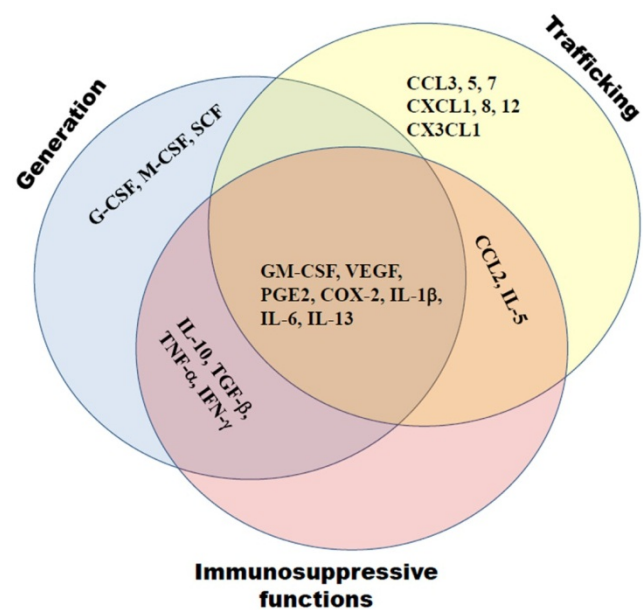 Generation
Trafficking
G-CSF, M-CSF, SCF
CCL3, 5, 7
CXCL1, 8, 12
CX3CL1
GM-CSF, VEGF,
PGE2, COX-2, IL-1β,
IL-6, IL-13
CCL2, IL-5
IL-10, TGF-β,
TNF-α, IFN-γ
Immunosuppressive
functions